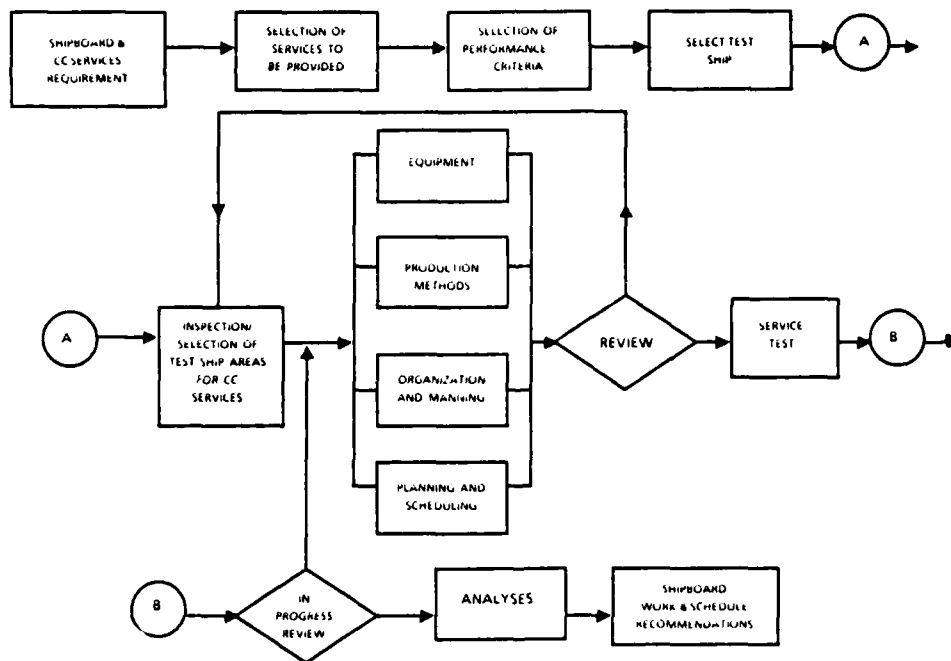 SHIPBOARD &
CC SERVICES
REQUIREMENT
SELECTION OF
SERVICES TO
BE PROVIDED
SELECTION OF
PERFORMANCE
CRITERIA
SELECT TEST
SHIP
A
EQUIPMENT
PRODUCTION
METHODS
A
INSPECTION/
SELECTION OF
TEST SHIP AREAS
FOR CC
SERVICES
ORGANIZATION
AND MANNING
PLANNING AND
SCHEDULING
REVIEW
SERVICE
TEST
B
B
IN
PROGRESS
REVIEW
ANALYSES
SHIPBOARD
WORK & SCHEDULE
RECOMMENDATIONS